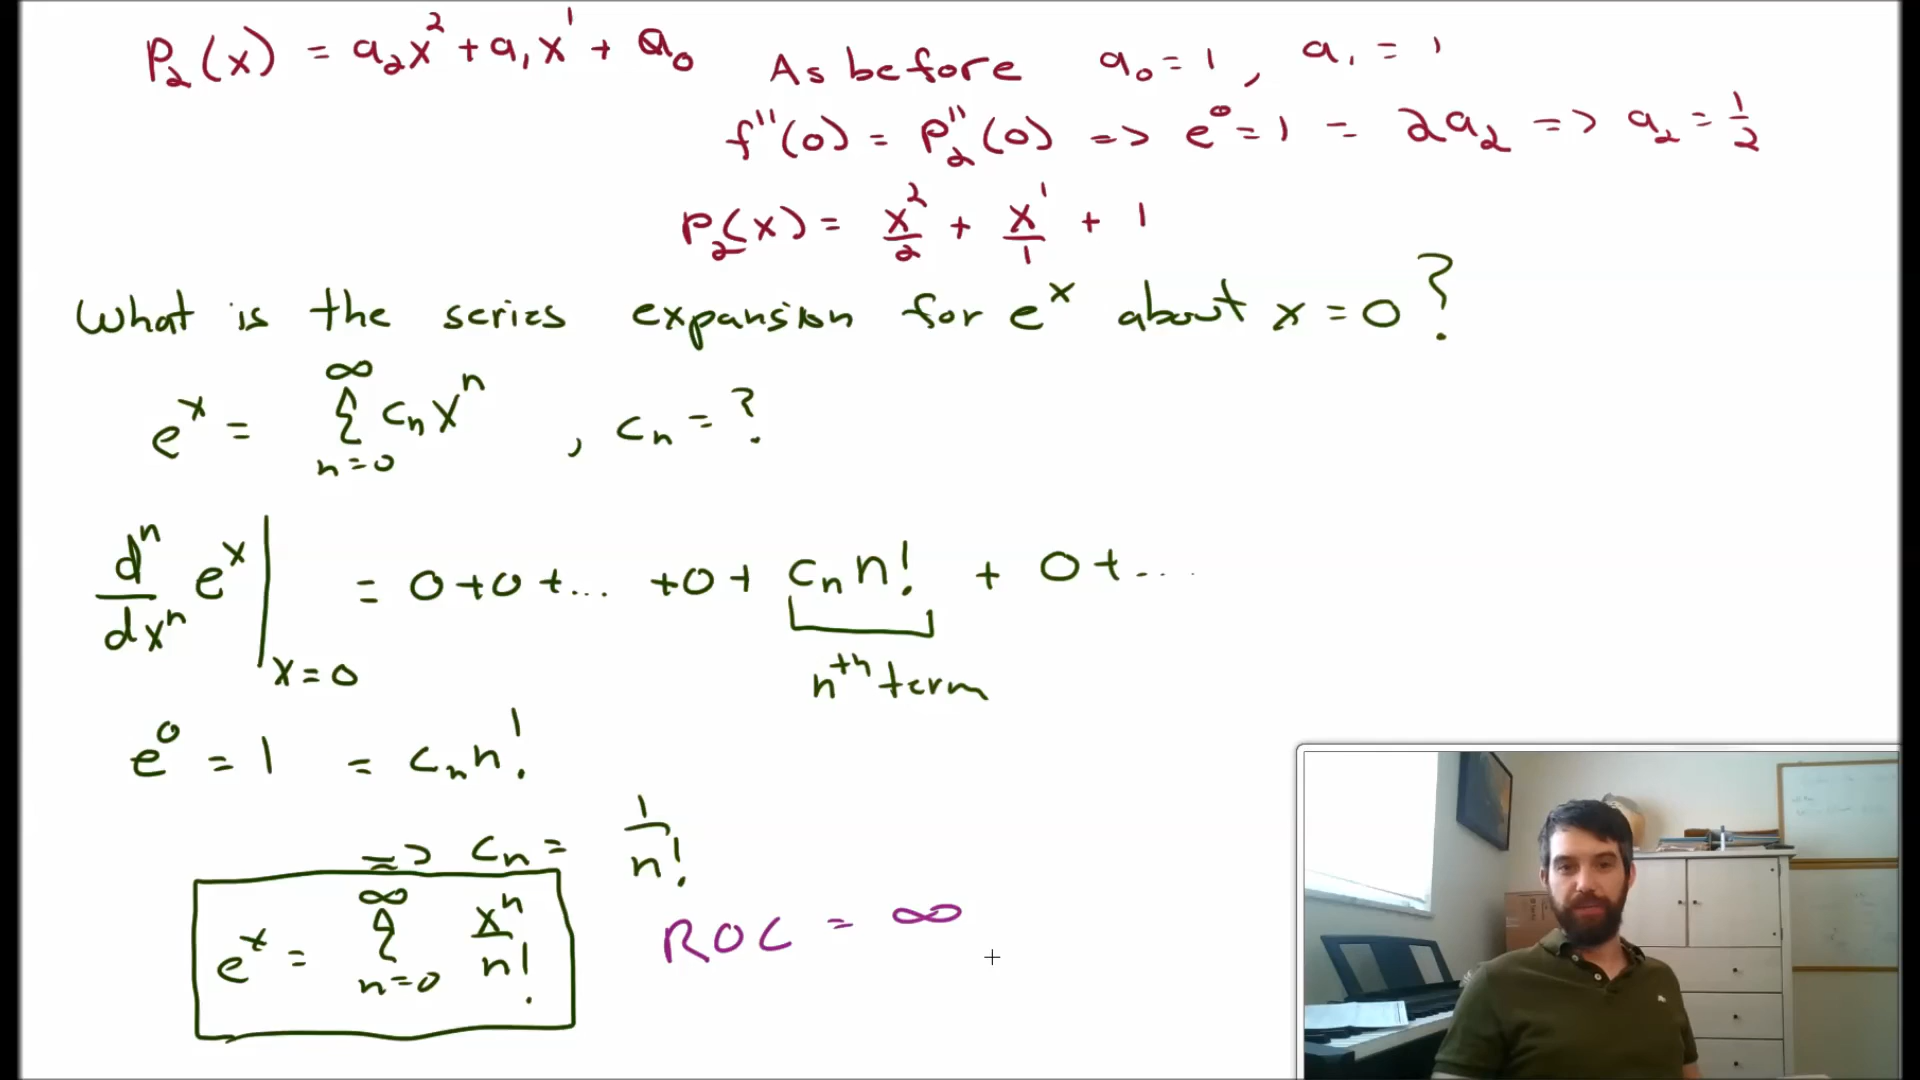 P₂(x) = a₂x² + a₁x¹ + a₀ As before a₀ = 1, a₁ = 1
f''(0) = P₂''(0) => e⁰ = 1 = 2a₂ => a₂ = 1/2
P₂(x) = x²/2 + x¹/1 + 1
What is the series expansion for eˣ about x = 0?
eˣ = ∑_{n=0}^{∞} cₙxⁿ , cₙ = ?
dⁿ/dxⁿ eˣ |_{x=0} = 0 + 0 + ... + 0 + cₙ n! + 0 + ...
nᵗʰ term
e⁰ = 1 = cₙ n!
=> cₙ = 1/n!
eˣ = ∑_{n=0}^{∞} xⁿ/n! ROC = ∞